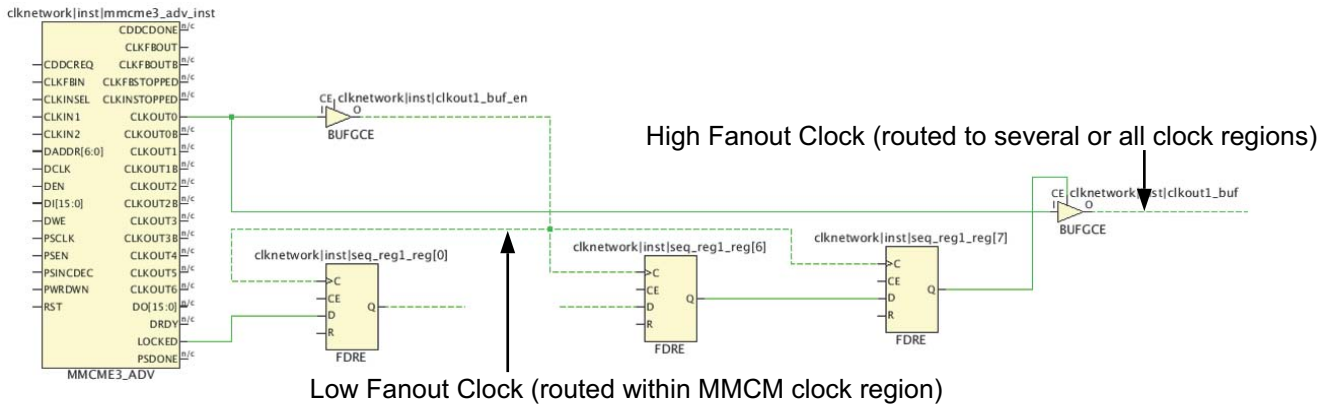 clknetwork|inst|mmcme3_adv_inst
CDDCDONE n/c
CLKFBOUT
CDDCREQ CLKFBOUTB n/c
CLKFBIN CLKFBSTOPPED n/c
CLKINSEL CLKINSTOPPED n/c
CLKIN1 CLKOUT0
CLKIN2 CLKOUT0B n/c
DADDR[6:0] CLKOUT1 n/c
DCLK CLKOUT1B n/c
DEN CLKOUT2 n/c
DI[15:0] CLKOUT2B n/c
DWE CLKOUT3 n/c
PSCLK CLKOUT3B n/c
PSEN CLKOUT4 n/c
PSINCDEC CLKOUT5 n/c
PWRDWN CLKOUT6 n/c
RST DO[15:0] n/c
DRDY n/c
LOCKED
PSDONE n/c
MMCME3_ADV
CE clknetwork|inst|clkout1_buf_en
I O
BUFGCE
High Fanout Clock (routed to several or all clock regions)
CE clknetwork|inst|clkout1_buf
I O
BUFGCE
clknetwork|inst|seq_reg1_reg[0]
C
CE
D Q
R
FDRE
clknetwork|inst|seq_reg1_reg[6]
C
CE
D Q
R
FDRE
clknetwork|inst|seq_reg1_reg[7]
C
CE
D Q
R
FDRE
Low Fanout Clock (routed within MMCM clock region)